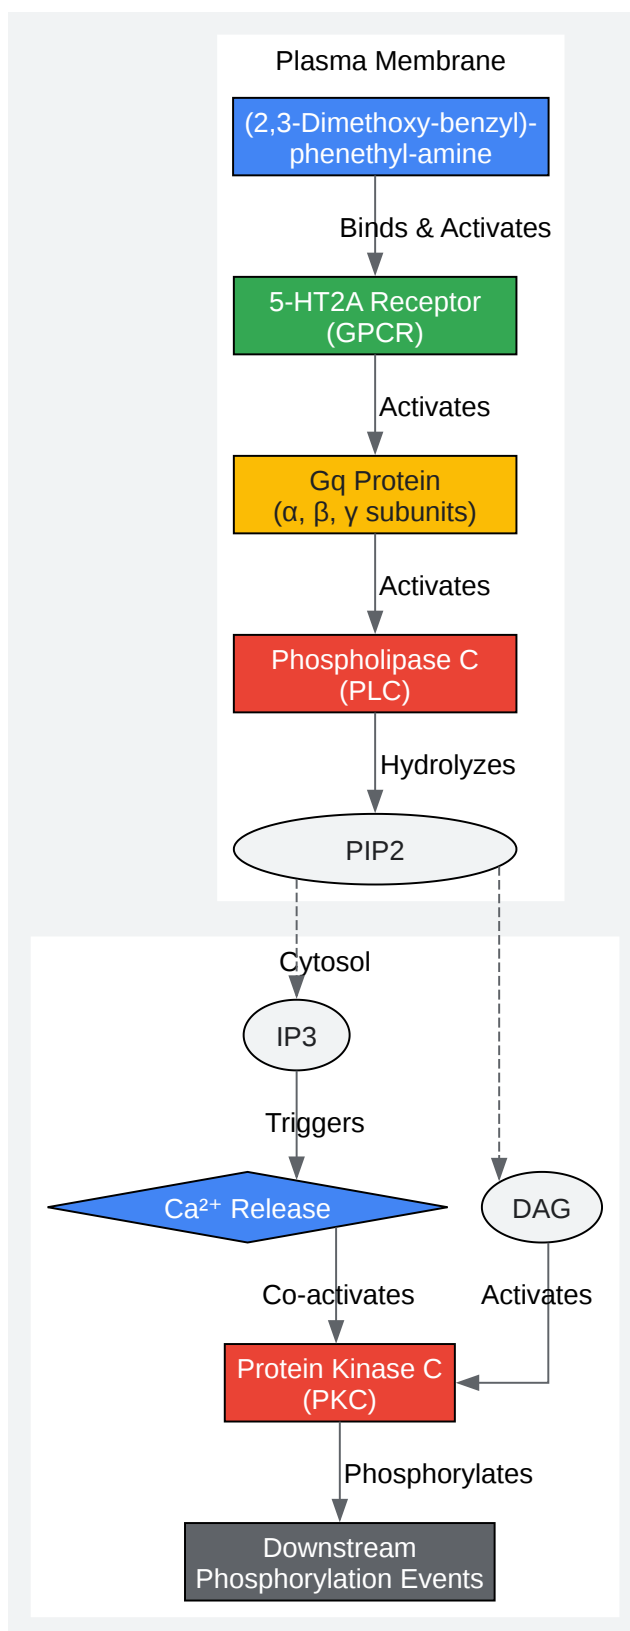 Plasma Membrane
(2,3-Dimethoxy-benzyl)-
phenethyl-amine
Binds & Activates
5-HT2A Receptor
(GPCR)
Activates
Gq Protein
(α, β, γ subunits)
Activates
Phospholipase C
(PLC)
Hydrolyzes
PIP2
Cytosol
IP3
Triggers
Ca²⁺ Release
DAG
Co-activates
Activates
Protein Kinase C
(PKC)
Phosphorylates
Downstream
Phosphorylation Events